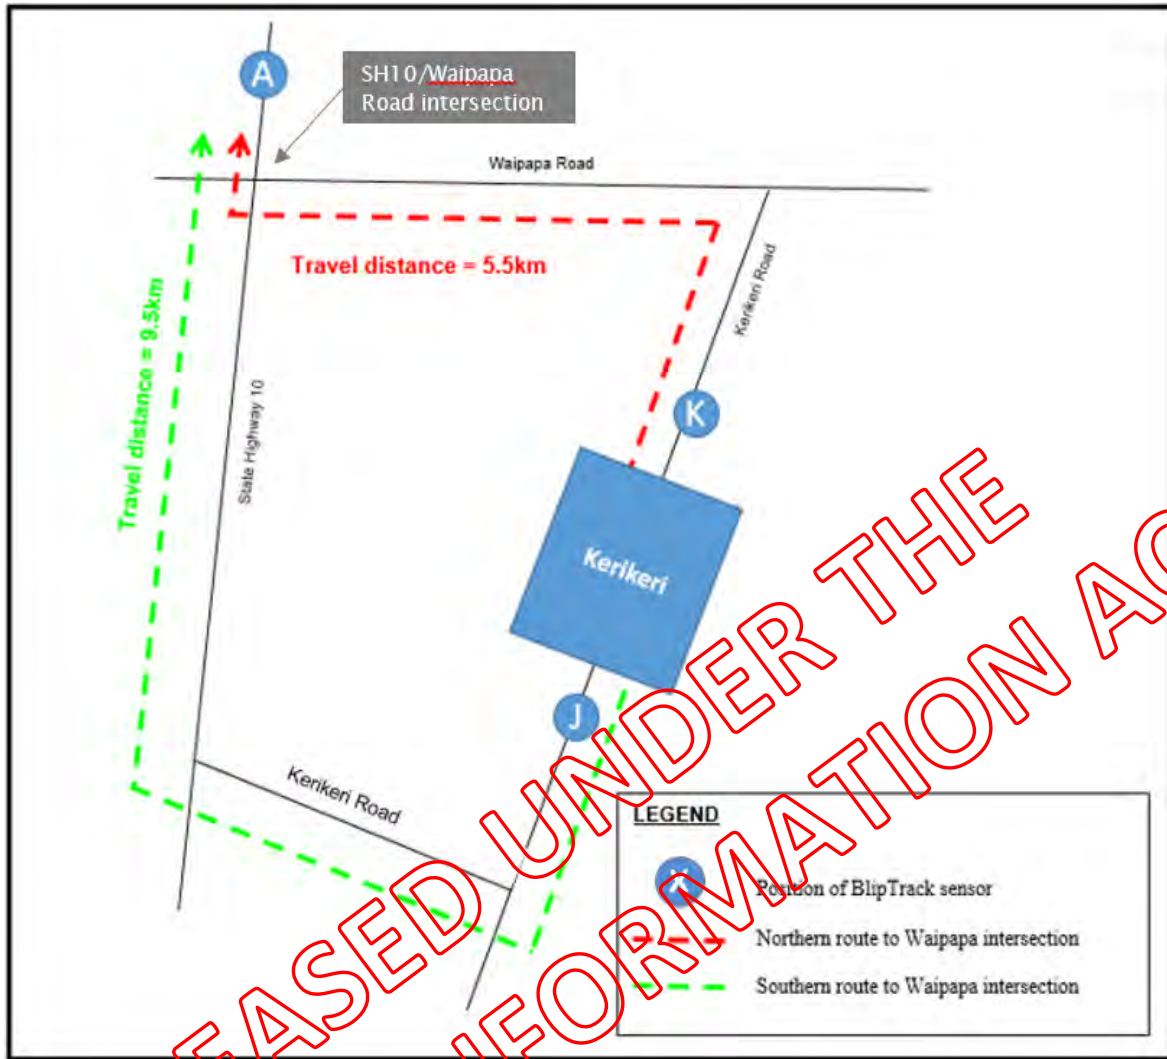 A
SH10/Waipapa
Road intersection
Waipapa Road
Travel distance = 5.5km
Kerikeri Road
Travel distance = 9.5km
State Highway 10
K
Kerikeri
J
Kerikeri Road
LEGEND
X
Position of BlipTrack sensor
Northern route to Waipapa intersection
Southern route to Waipapa intersection
EASED UNDER THE
NFORMATION AC